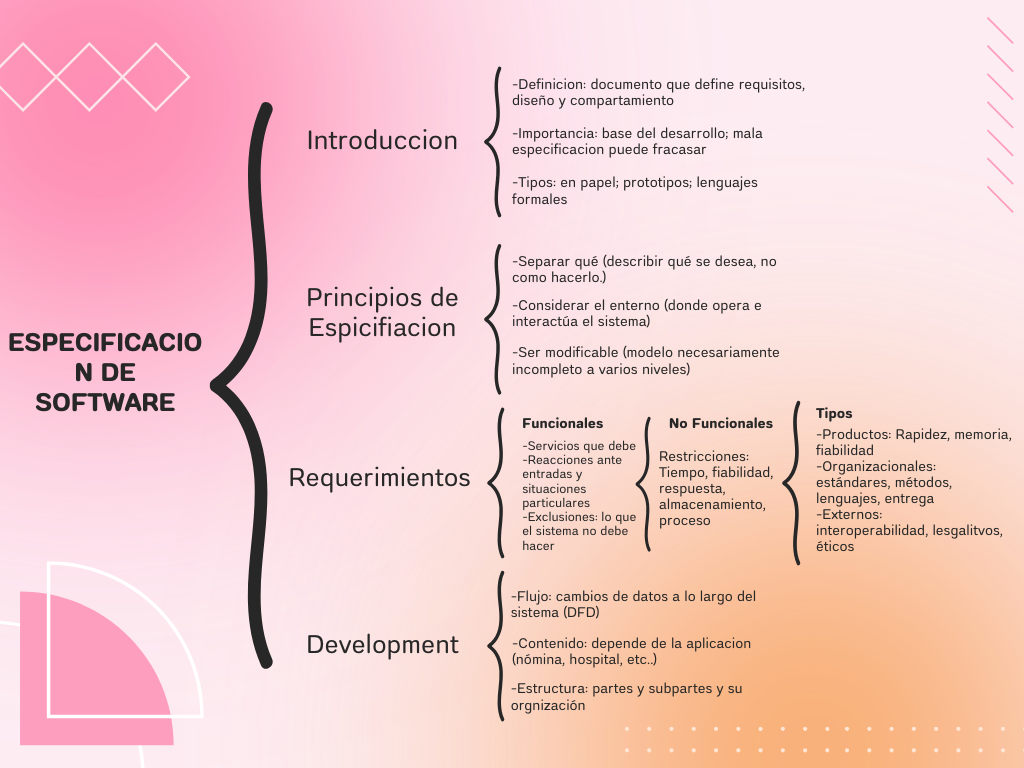 ESPECIFICACIO
N DE
SOFTWARE
Introduccion
-Definicion: documento que define requisitos,
diseño y compartamiento
-Importancia: base del desarrollo; mala
especificacion puede fracasar
-Tipos: en papel; prototipos; lenguajes
formales
Principios de
Espicifiacion
-Separar qué (describir qué se desea, no
como hacerlo.)
-Considerar el enterno (donde opera e
interactúa el sistema)
-Ser modificable (modelo necesariamente
incompleto a varios niveles)
Requerimientos
Funcionales
-Servicios que debe
-Reacciones ante
entradas y
situaciones
particulares
-Exclusiones: lo que
el sistema no debe
hacer
No Funcionales
Restricciones:
Tiempo, fiabilidad,
respuesta,
almacenamiento,
proceso
Tipos
-Productos: Rapidez, memoria,
fiabilidad
-Organizacionales:
estándares, métodos,
lenguajes, entrega
-Externos:
interoperabilidad, lesgalitvos,
éticos
Development
-Flujo: cambios de datos a lo largo del
sistema (DFD)
-Contenido: depende de la aplicacion
(nómina, hospital, etc..)
-Estructura: partes y subpartes y su
orgnización